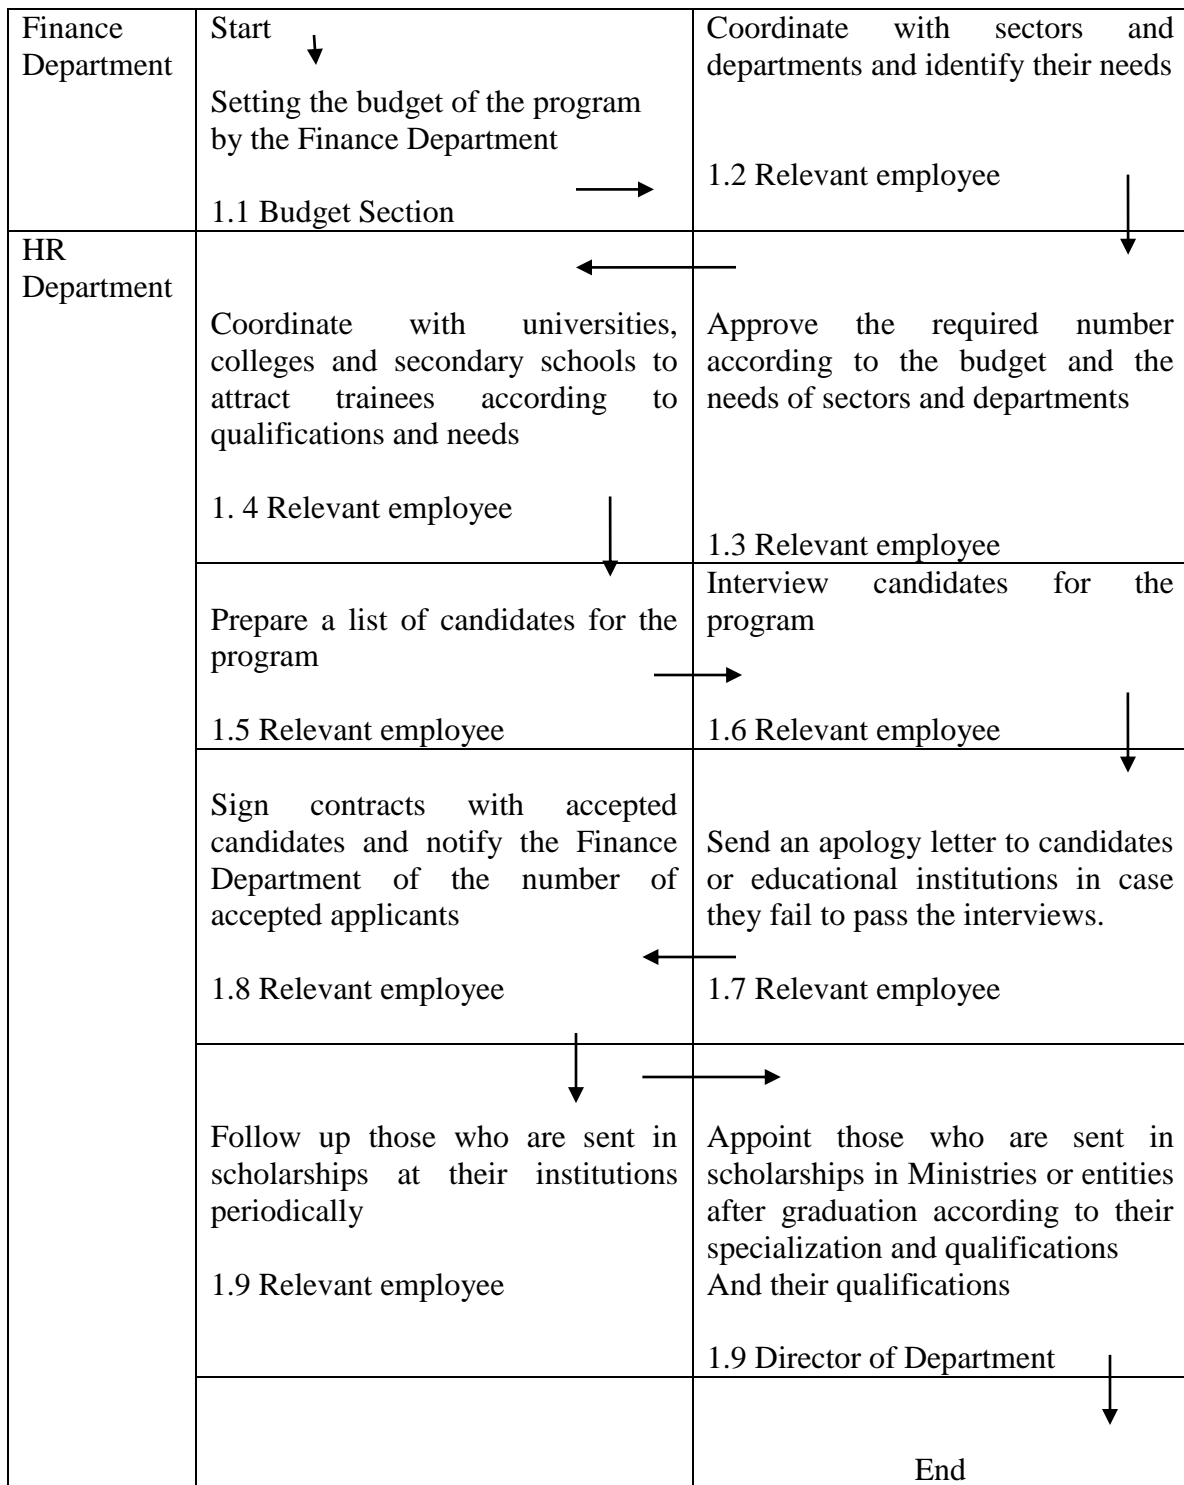 Finance
Department
Start
Setting the budget of the program
by the Finance Department
1.1 Budget Section
Coordinate with sectors and
departments and identify their needs
1.2 Relevant employee
HR
Department
Coordinate with universities,
colleges and secondary schools to
attract trainees according to
qualifications and needs
1. 4 Relevant employee
Approve the required number
according to the budget and the
needs of sectors and departments
1.3 Relevant employee
Prepare a list of candidates for the
program
1.5 Relevant employee
Interview candidates for the
program
1.6 Relevant employee
Sign contracts with accepted
candidates and notify the Finance
Department of the number of
accepted applicants
1.8 Relevant employee
Send an apology letter to candidates
or educational institutions in case
they fail to pass the interviews.
1.7 Relevant employee
Follow up those who are sent in
scholarships at their institutions
periodically
1.9 Relevant employee
Appoint those who are sent in
scholarships in Ministries or entities
after graduation according to their
specialization and qualifications
And their qualifications
1.9 Director of Department
End